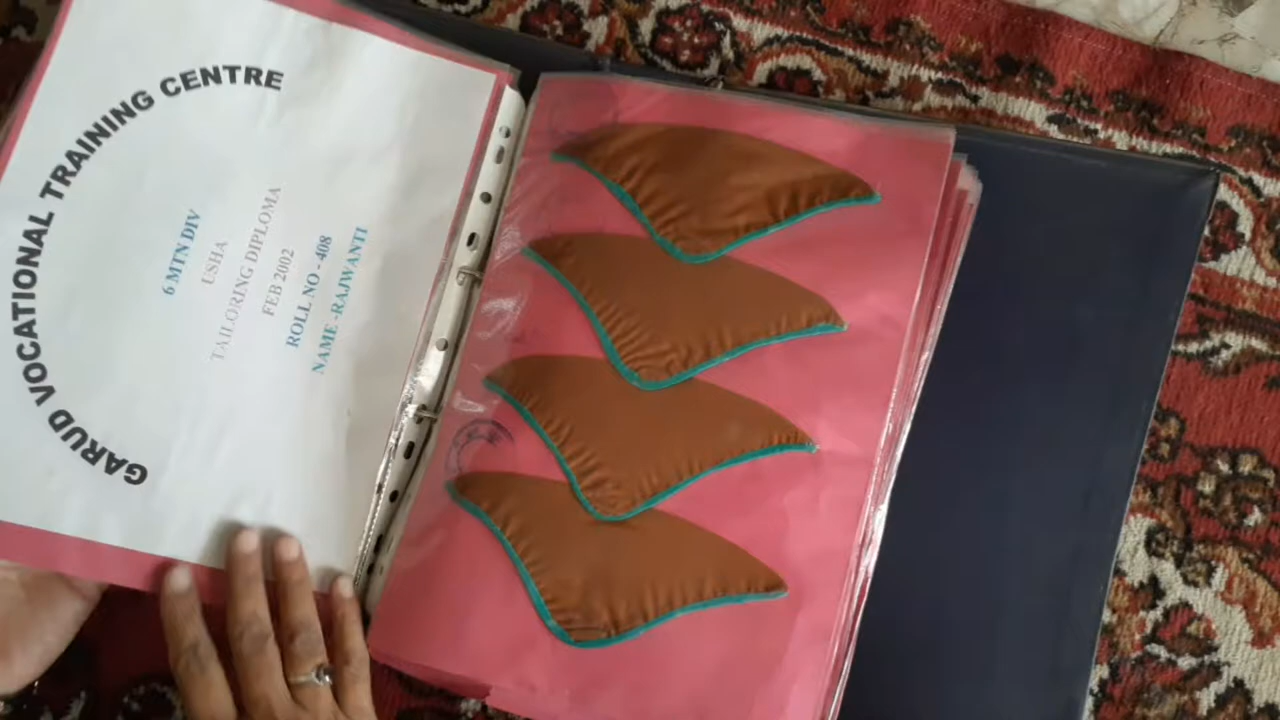 GARUD VOCATIONAL TRAINING CENTRE
6 MTN DIV
USHA
TAILORING DIPLOMA
FEB 2002
ROLL NO - 408
NAME -RAJWANTI